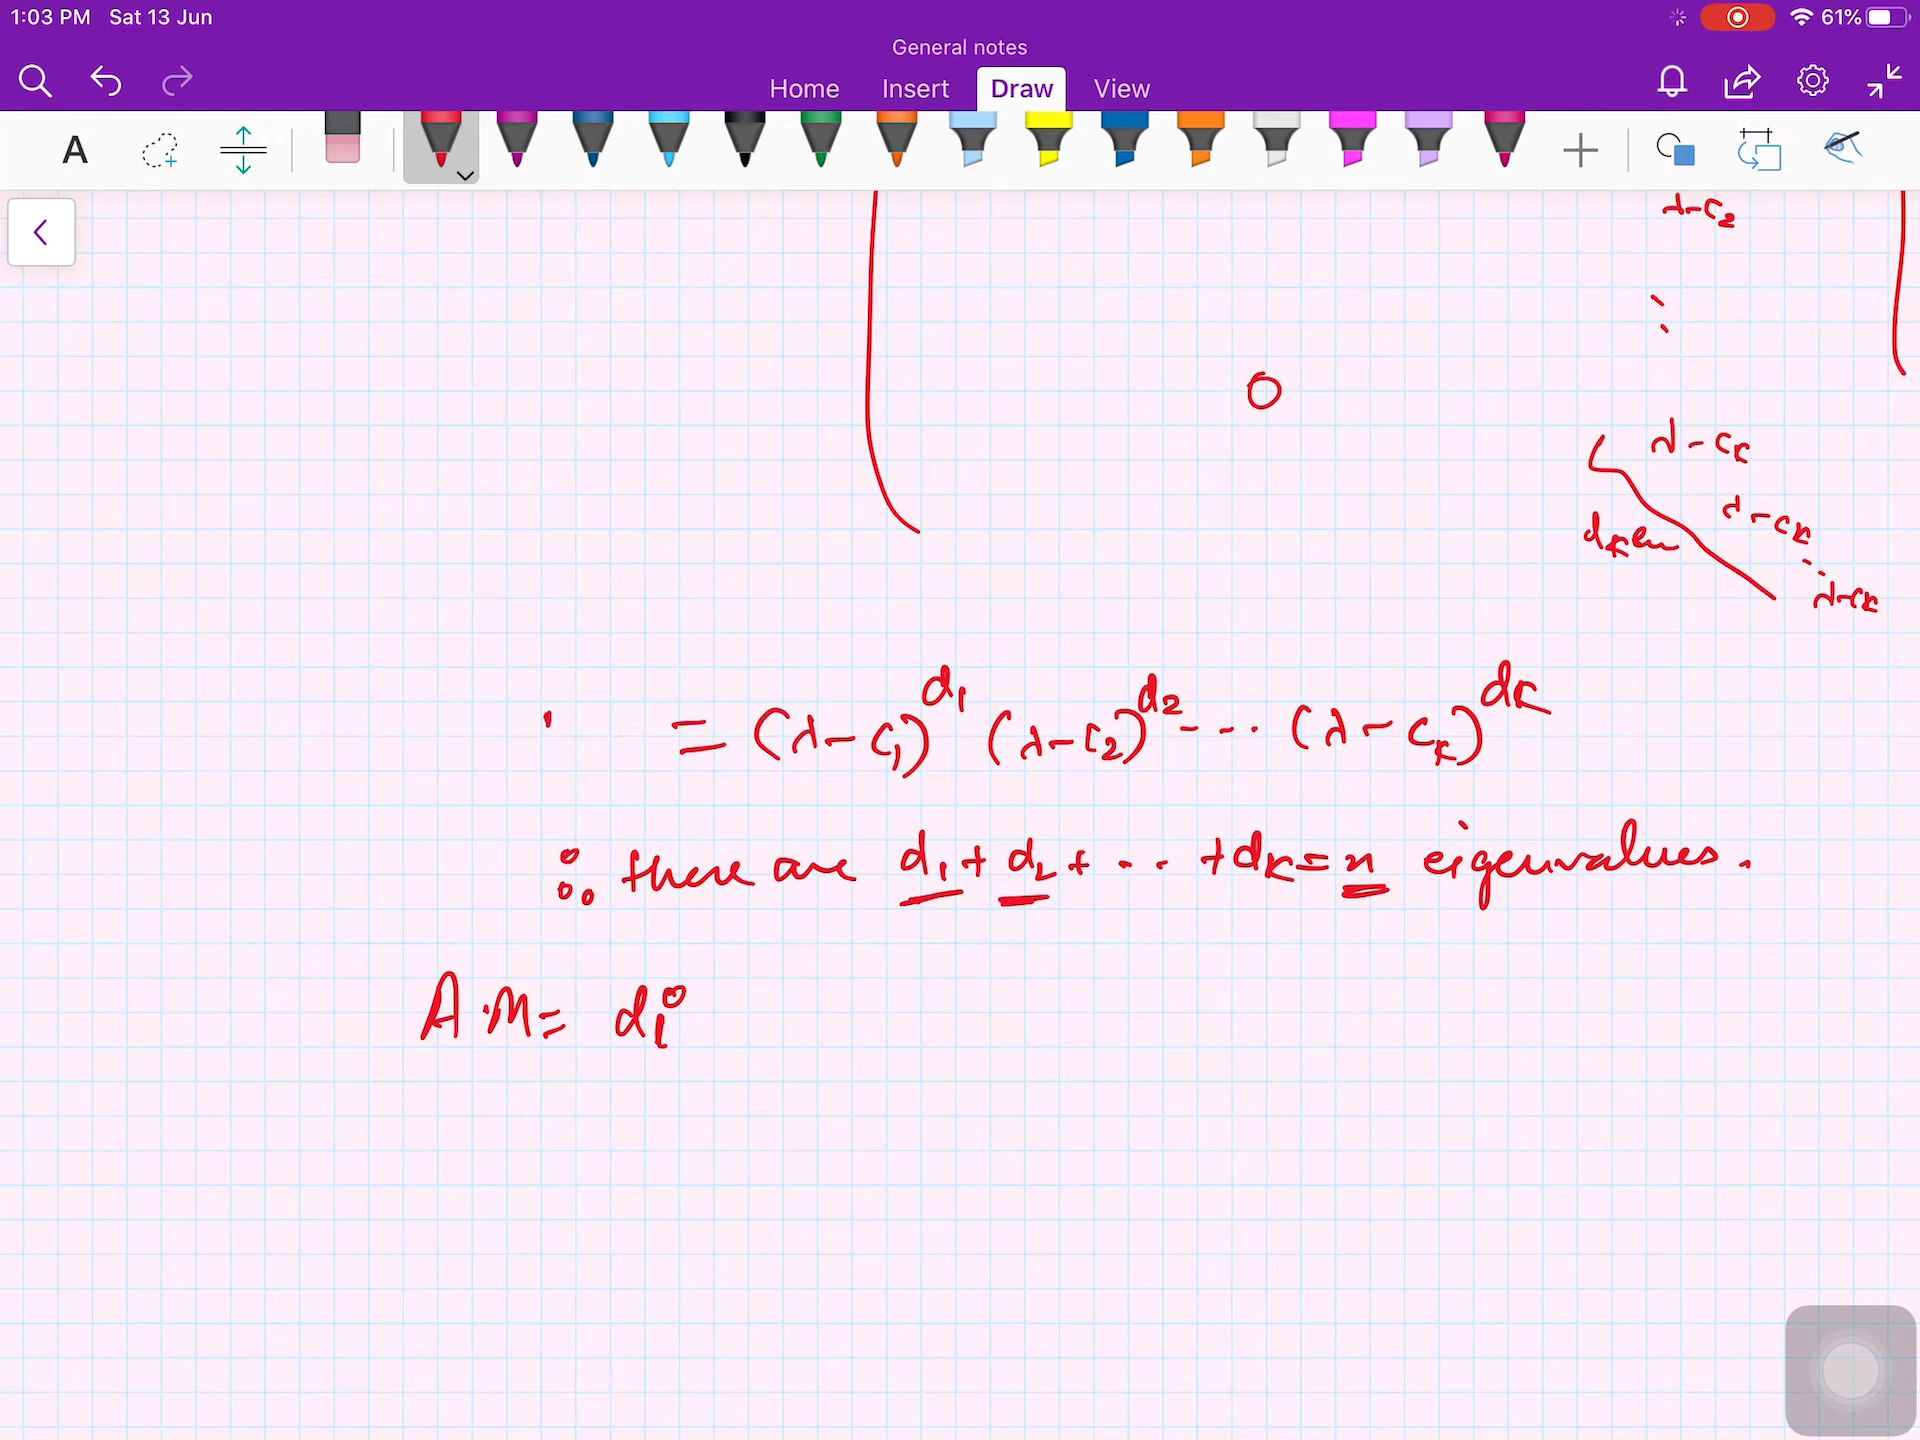 1:03 PM Sat 13 Jun
61%
General notes
Home Insert Draw View
A
λ-c₂
⋱
0
λ-cₖ
λ-cₖ
dₖ
⋱
λ-cₖ
= (λ-c₁)^d₁ (λ-c₂)^d₂ ---.. (λ-cₖ)^dₖ
∴ there are d₁+d₂+ -.. +dₖ=n eigenvalues.
A.M= dᵢ